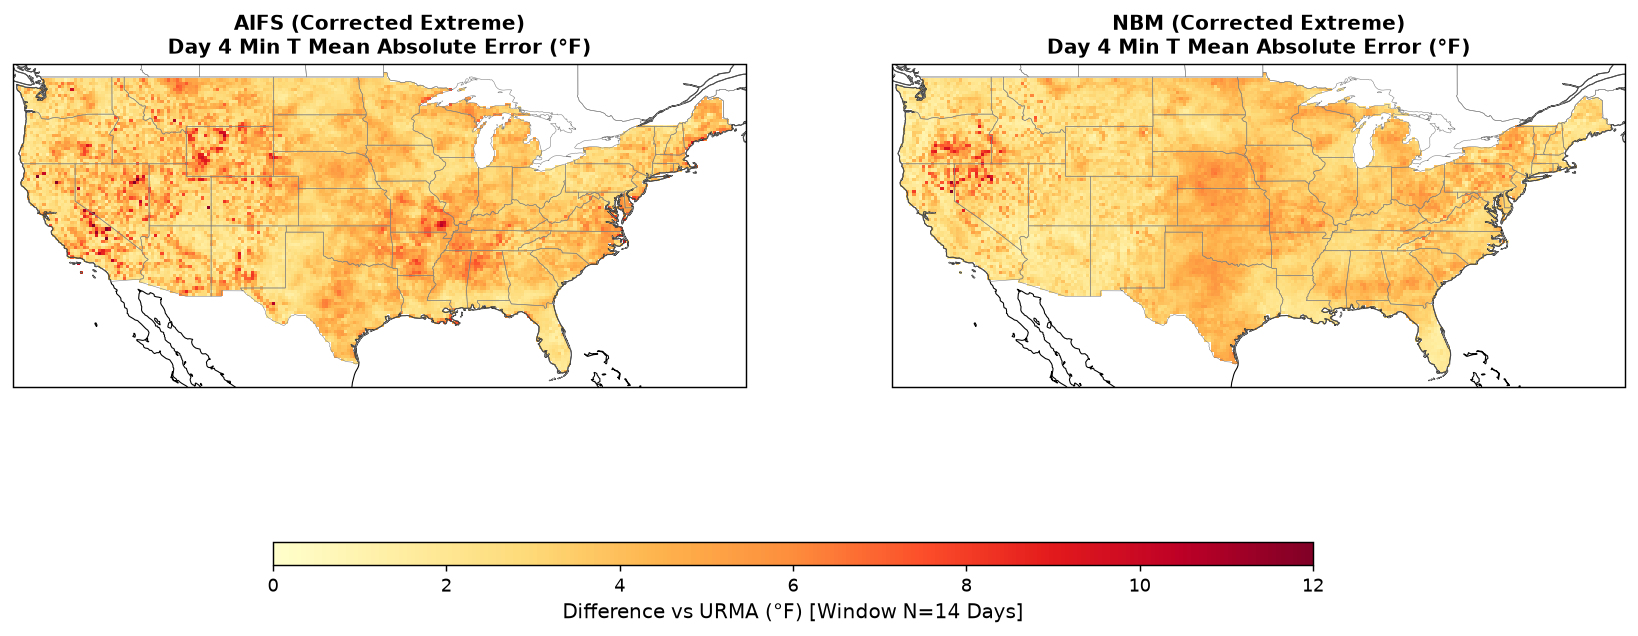 AIFS (Corrected Extreme)
Day 4 Min T Mean Absolute Error (°F)
NBM (Corrected Extreme)
Day 4 Min T Mean Absolute Error (°F)
0 2 4 6 8 10 12
Difference vs URMA (°F) [Window N=14 Days]